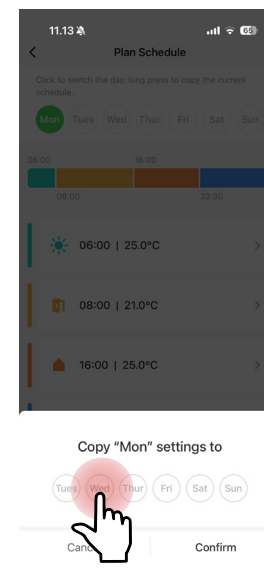 11.13
65
Plan Schedule
Click to switch the day, long press to copy the current
schedule.
Mon Tues Wed Thur Fri Sat Sun
06:00 16:00
08:00 22:30
06:00 | 25.0°C
08:00 | 21.0°C
16:00 | 25.0°C
Copy “Mon” settings to
Tues Wed Thur Fri Sat Sun
Confirm